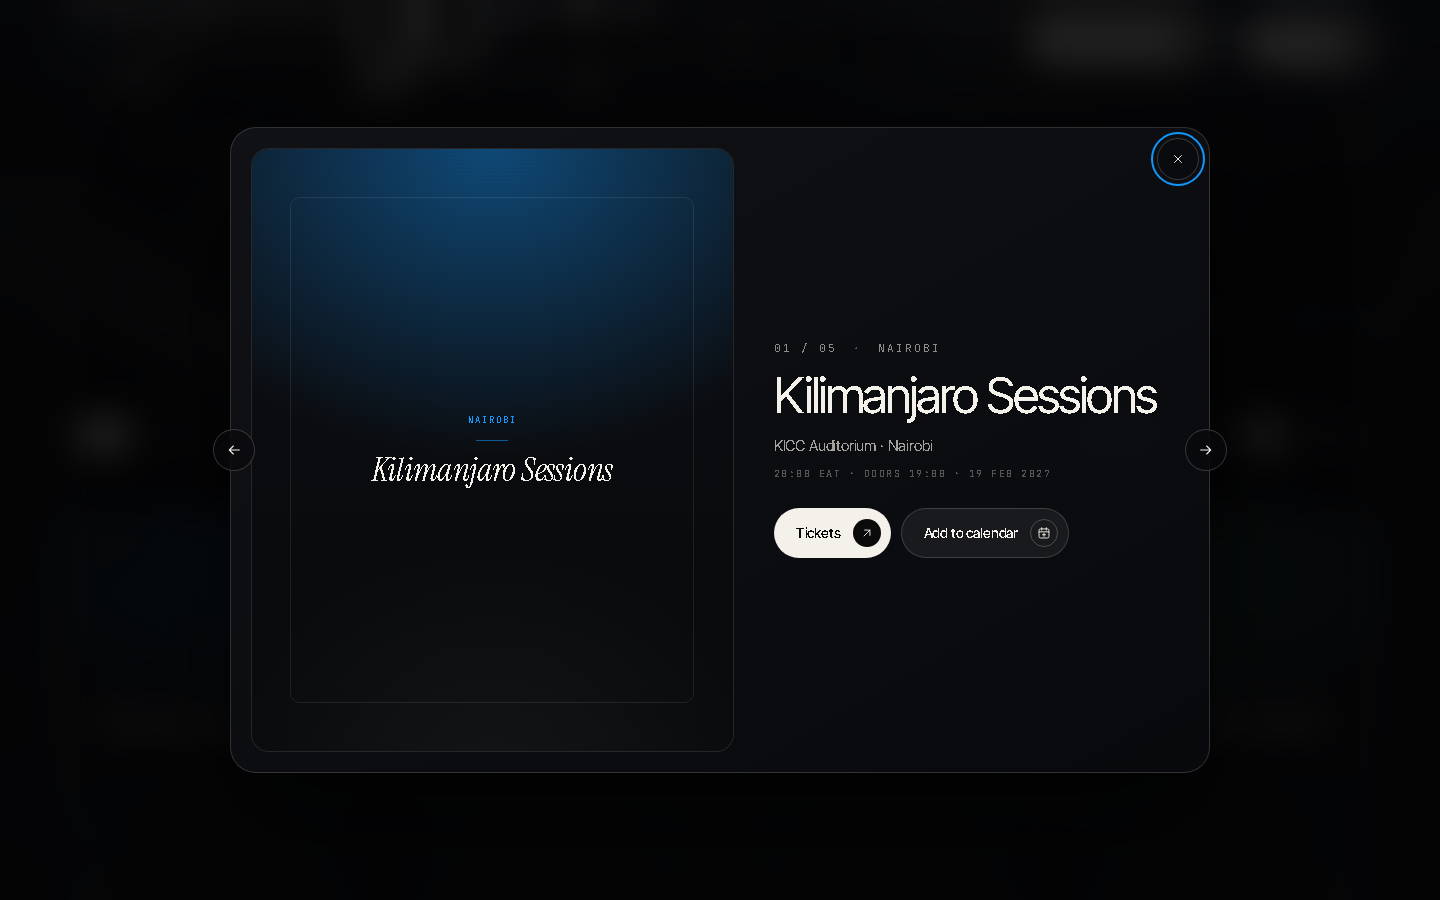 NAIROBI
Kilimanjaro Sessions
01 / 05 · NAIROBI
Kilimanjaro Sessions
KICC Auditorium · Nairobi
20:00 EAT · DOORS 19:00 · 19 FEB 2027
Tickets
Add to calendar